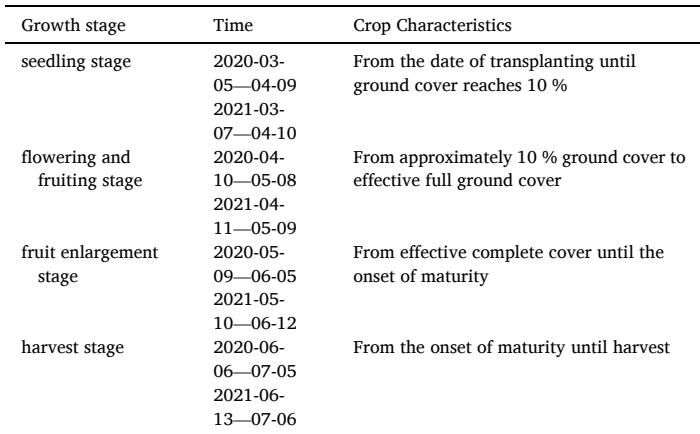 Growth stage Time Crop Characteristics
seedling stage 2020-03- From the date of transplanting until
05—04-09 ground cover reaches 10 %
2021-03-
07—04-10
flowering and 2020-04- From approximately 10 % ground cover to
fruiting stage 10—05-08 effective full ground cover
2021-04-
11—05-09
fruit enlargement 2020-05- From effective complete cover until the
stage 09—06-05 onset of maturity
2021-05-
10—06-12
harvest stage 2020-06- From the onset of maturity until harvest
06—07-05
2021-06-
13—07-06